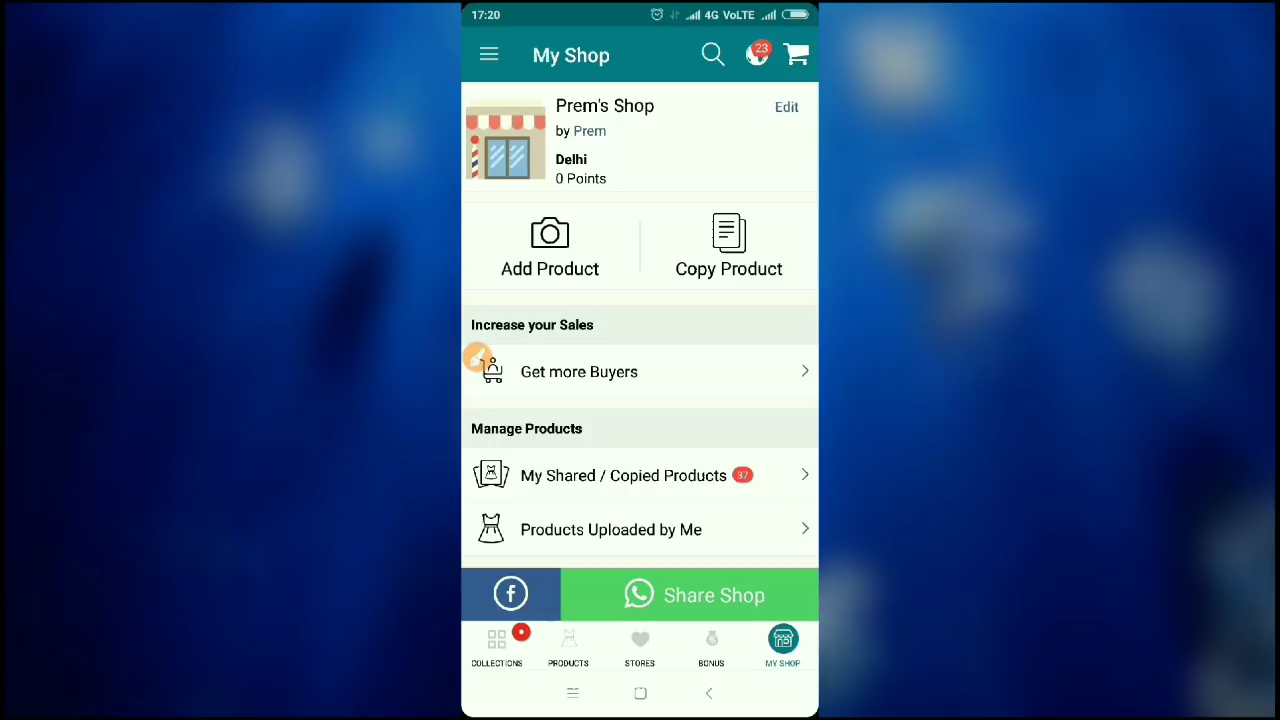 17:20
4G VoLTE
My Shop
23
Prem's Shop
Edit
by Prem
Delhi
0 Points
Add Product
Copy Product
Increase your Sales
Get more Buyers
Manage Products
My Shared / Copied Products 37
Products Uploaded by Me
f
Share Shop
COLLECTIONS
PRODUCTS
STORES
BONUS
MY SHOP